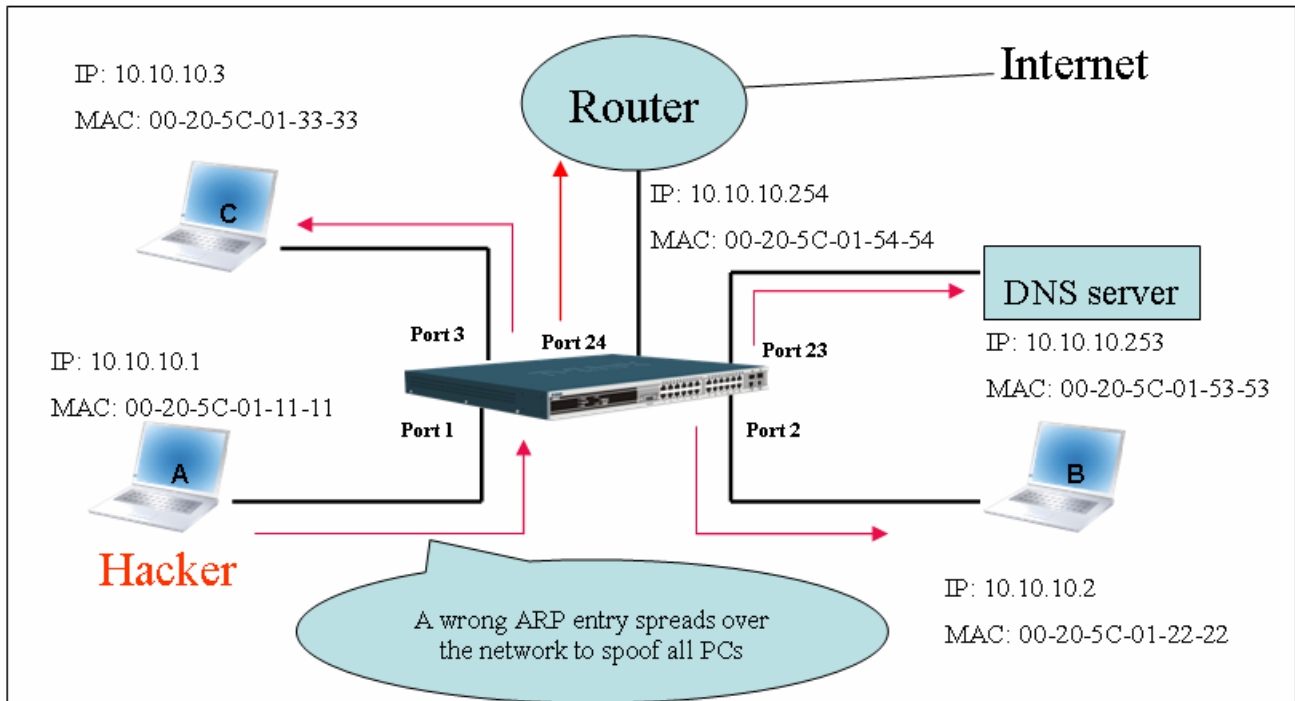 IP: 10.10.10.3
MAC: 00-20-5C-01-33-33
C
Router
Internet
IP: 10.10.10.254
MAC: 00-20-5C-01-54-54
DNS server
IP: 10.10.10.253
MAC: 00-20-5C-01-53-53
Port 3
Port 24
Port 23
IP: 10.10.10.1
MAC: 00-20-5C-01-11-11
Port 1
Port 2
A
B
Hacker
A wrong ARP entry spreads over
the network to spoof all PCs
IP: 10.10.10.2
MAC: 00-20-5C-01-22-22